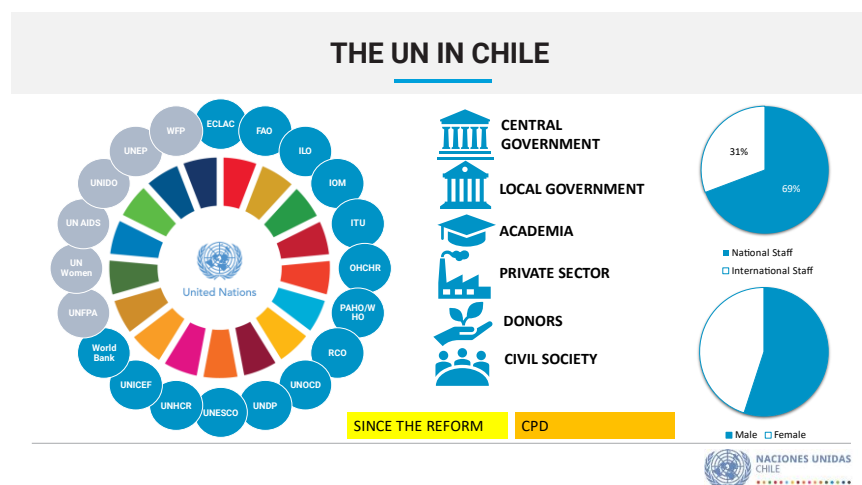 THE UN IN CHILE
ECLAC
FAO
ILO
IOM
ITU
OHCHR
PAHO/W
HO
RCO
UNOCD
UNDP
UNESCO
UNHCR
UNICEF
World
Bank
UNFPA
UN
Women
UN AIDS
UNIDO
UNEP
WFP
United Nations
CENTRAL
GOVERNMENT
LOCAL GOVERNMENT
ACADEMIA
PRIVATE SECTOR
DONORS
CIVIL SOCIETY
31%
69%
National Staff
International Staff
Male
Female
SINCE THE REFORM
CPD
NACIONES UNIDAS
CHILE